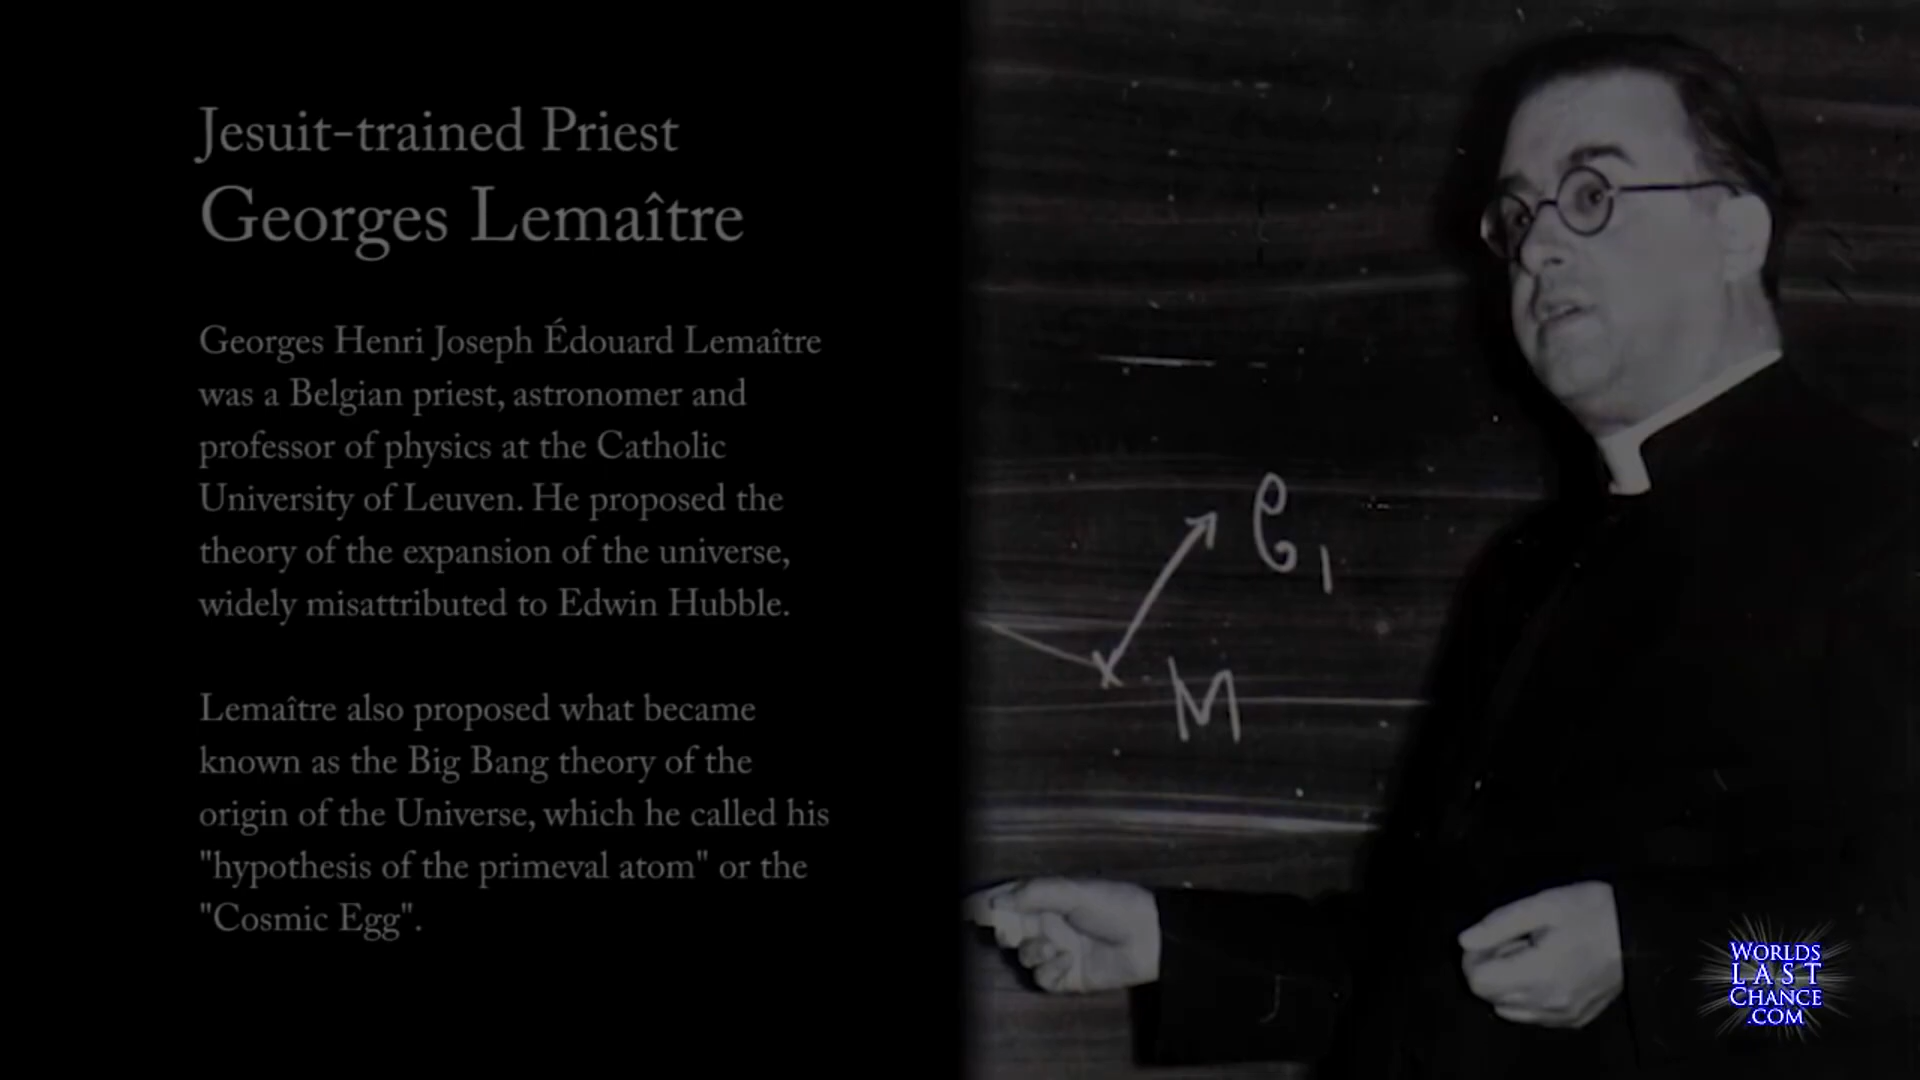 Jesuit-trained Priest
Georges Lemaître
Georges Henri Joseph Édouard Lemaître
was a Belgian priest, astronomer and
professor of physics at the Catholic
University of Leuven. He proposed the
theory of the expansion of the universe,
widely misattributed to Edwin Hubble.
Lemaître also proposed what became
known as the Big Bang theory of the
origin of the Universe, which he called his
"hypothesis of the primeval atom" or the
"Cosmic Egg".
M
WORLDS
LAST
CHANCE
.COM